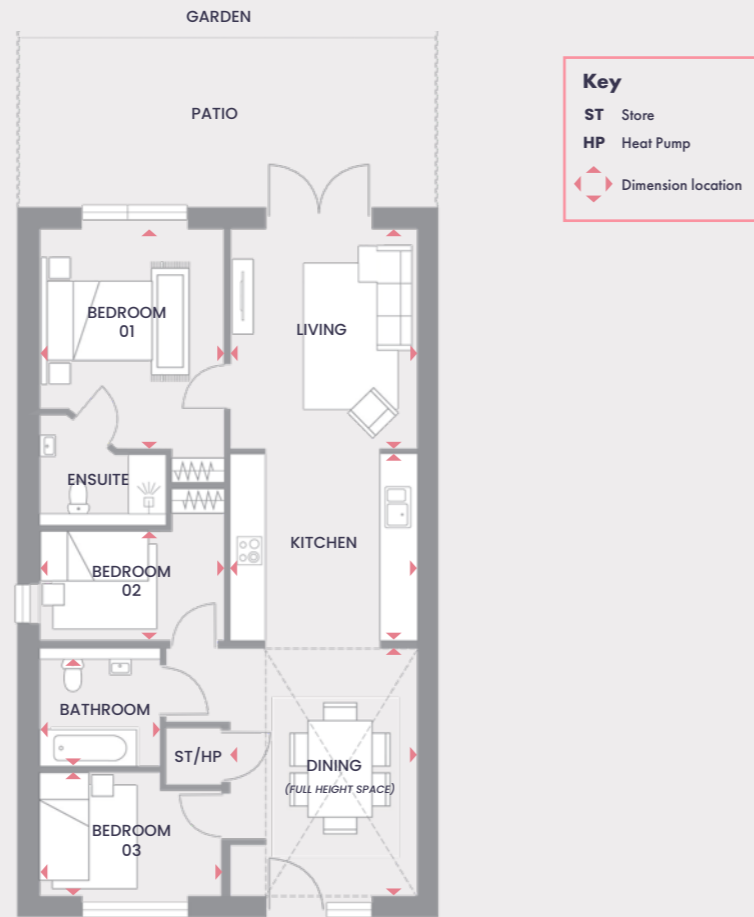 GARDEN
PATIO
Key
ST Store
HP Heat Pump
Dimension location
BEDROOM
01
LIVING
ENSUITE
KITCHEN
BEDROOM
02
BATHROOM
ST/HP
DINING
(FULL HEIGHT SPACE)
BEDROOM
03